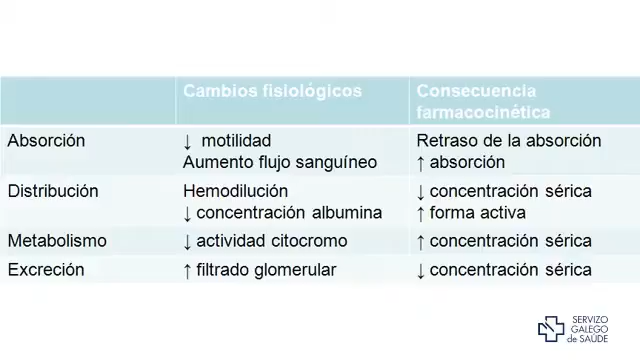 Cambios fisiológicos
Consecuencia
farmacocinética
Absorción
↓ motilidad
Aumento flujo sanguíneo
Retraso de la absorción
↑ absorción
Distribución
Hemodilución
↓ concentración albumina
↓ concentración sérica
↑ forma activa
Metabolismo
↓ actividad citocromo
↑ concentración sérica
Excreción
↑ filtrado glomerular
↓ concentración sérica
SERVIZO
GALEGO
de SAÚDE